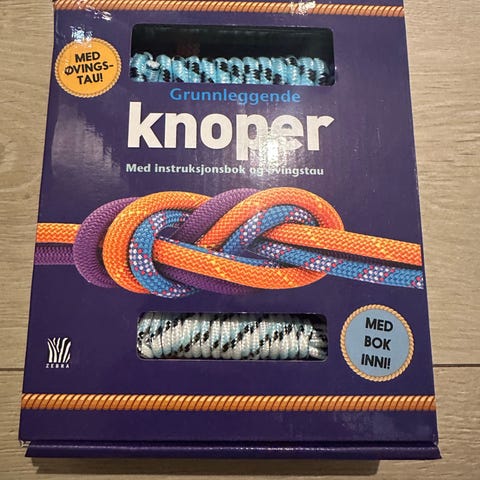 MED
ØVINGS-
TAU!
Grunnleggende
knoper
Med instruksjonsbok og øvingstau
ZEBRA
MED
BOK
INNI!